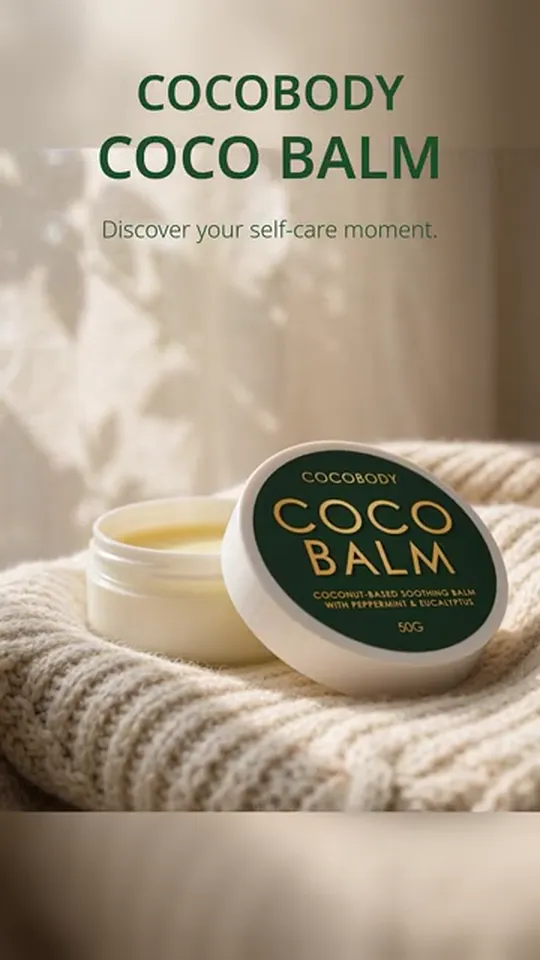 COCOBODY
COCO BALM
Discover your self-care moment.
COCOBODY
COCO
BALM
COCONUT-BASED SOOTHING BALM
WITH PEPPERMINT & EUCALYPTUS
50G